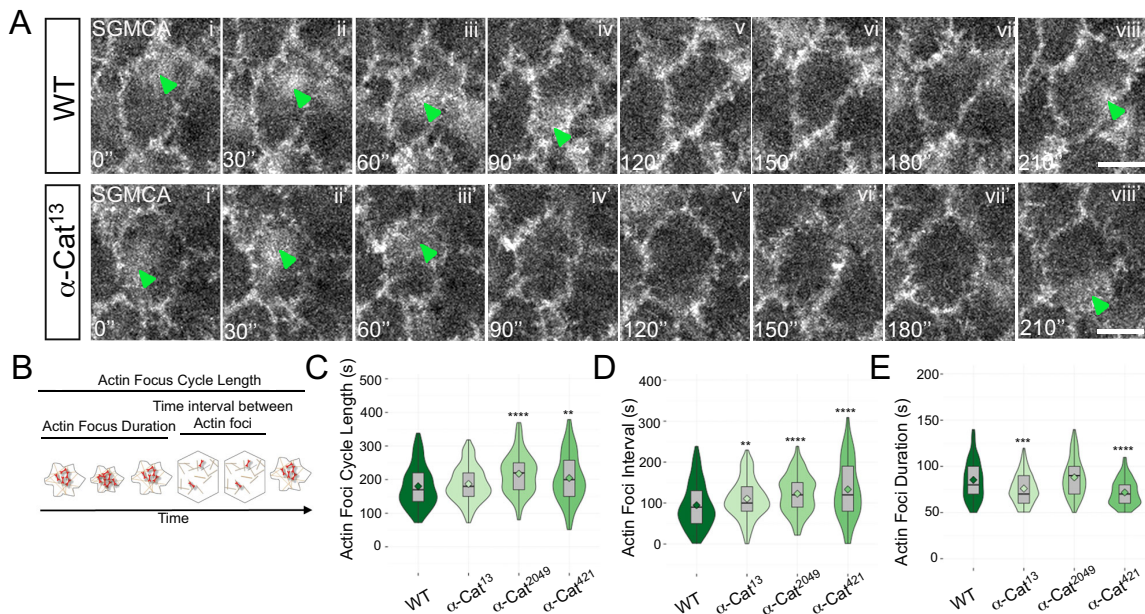 A
WT
SGMCA i ii iii iv v vi vii viii
0’’ 30’’ 60’’ 90’’ 120’’ 150’’ 180’’ 210’’
α-Cat¹³
SGMCA i’ ii’ iii’ iv’ v’ vi’ vii’ viii’
0’’ 30’’ 60’’ 90’’ 120’’ 150’’ 180’’ 210’’
B
Actin Focus Cycle Length
Time interval between
Actin foci
Actin Focus Duration
Time
C
Actin Foci Cycle Length (s)
500
400
300
200
100
0
**** **
WT α-Cat¹³ α-Cat²⁰⁴⁹ α-Cat⁴²¹
D
Actin Foci Interval (s)
400
300
200
100
0
** **** ****
WT α-Cat¹³ α-Cat²⁰⁴⁹ α-Cat⁴²¹
E
Actin Foci Duration (s)
200
150
100
50
0
*** ****
WT α-Cat¹³ α-Cat²⁰⁴⁹ α-Cat⁴²¹